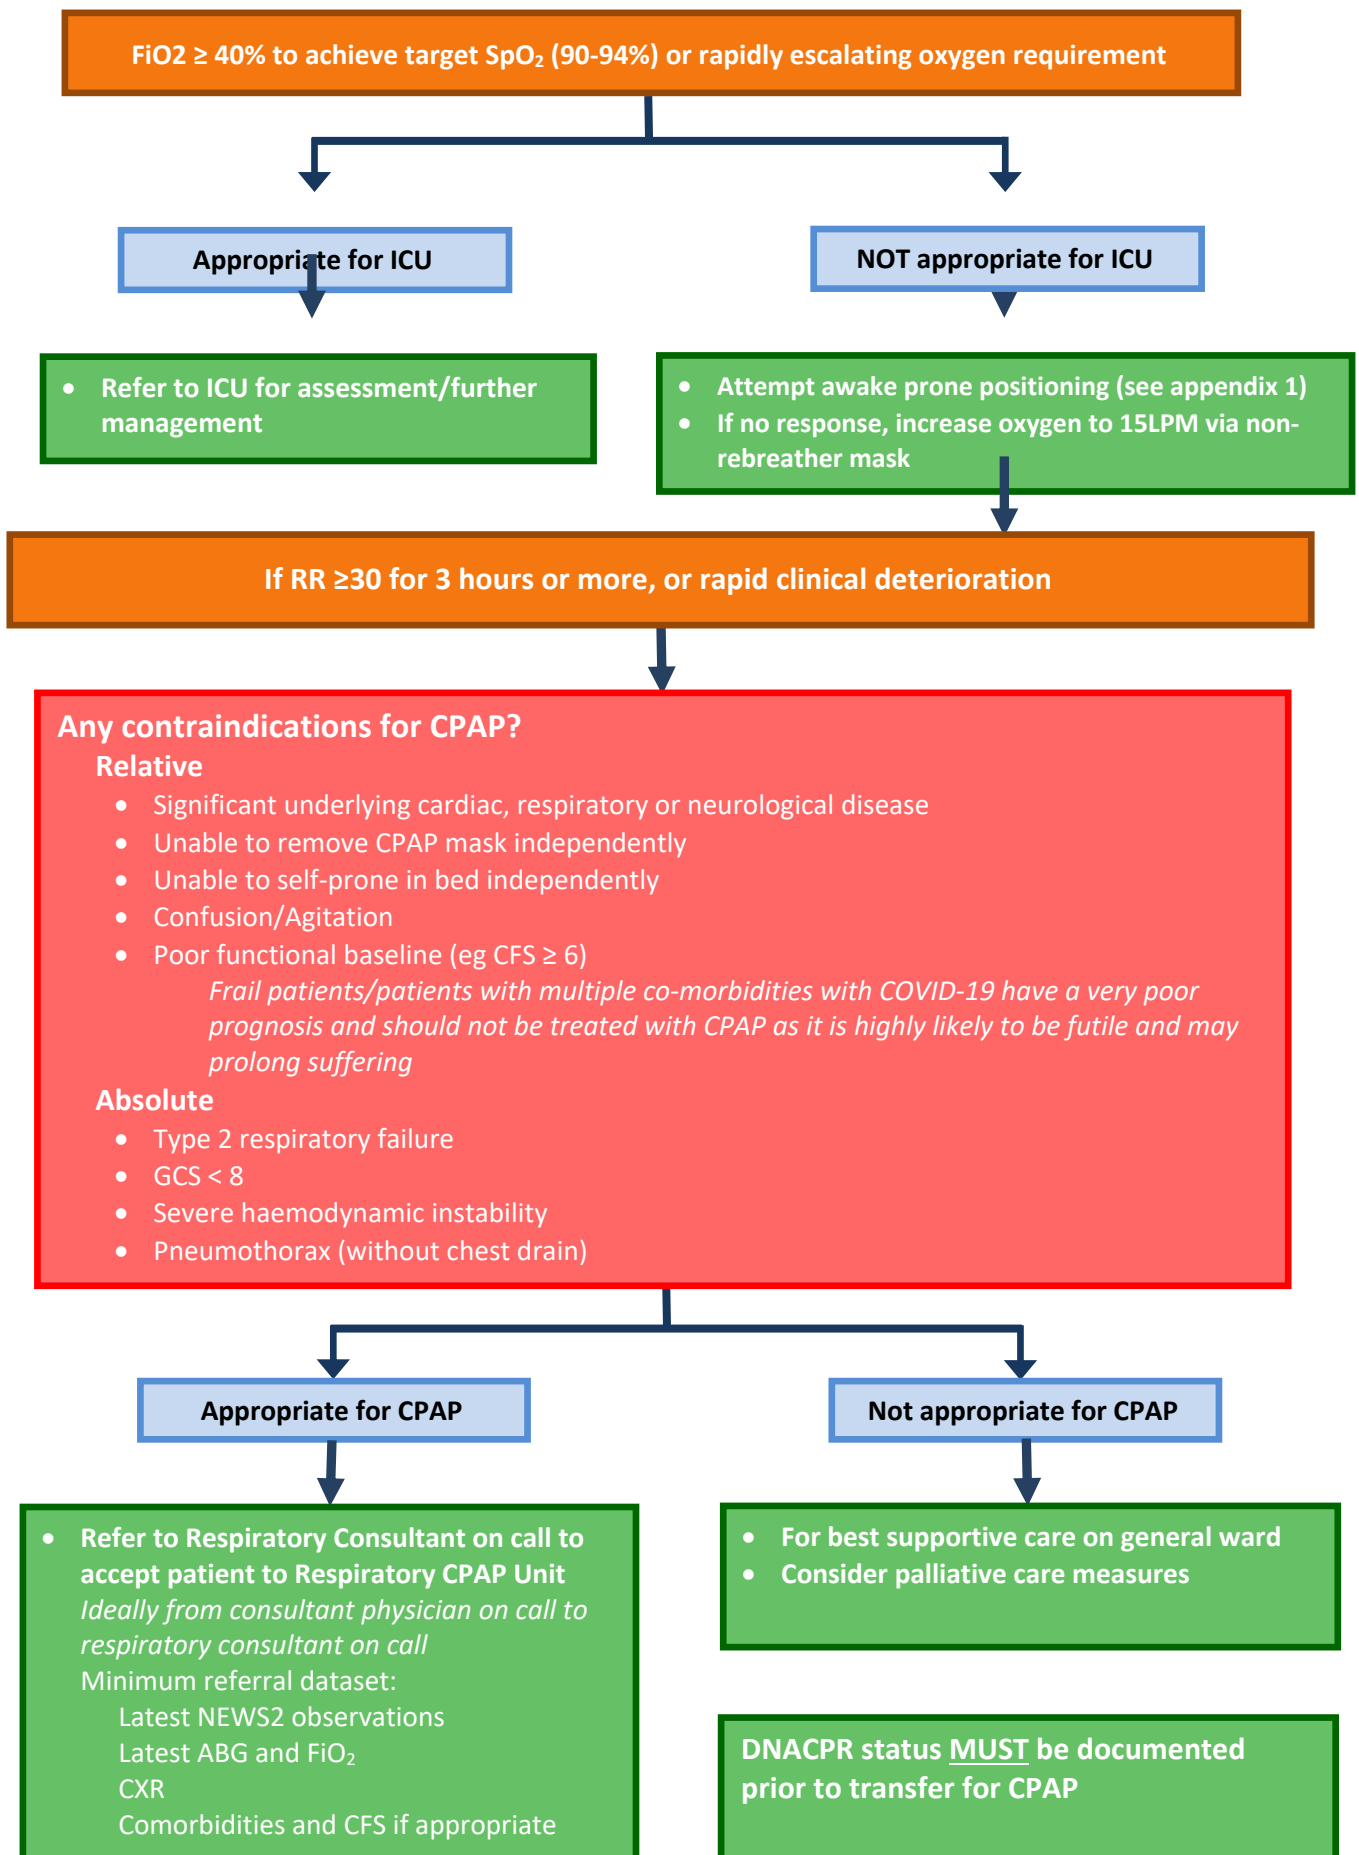 FiO2 ≥ 40% to achieve target SpO₂ (90-94%) or rapidly escalating oxygen requirement
Appropriate for ICU
NOT appropriate for ICU
• Refer to ICU for assessment/further
management
• Attempt awake prone positioning (see appendix 1)
• If no response, increase oxygen to 15LPM via non-
rebreather mask
If RR ≥30 for 3 hours or more, or rapid clinical deterioration
Any contraindications for CPAP?
Relative
• Significant underlying cardiac, respiratory or neurological disease
• Unable to remove CPAP mask independently
• Unable to self-prone in bed independently
• Confusion/Agitation
• Poor functional baseline (eg CFS ≥ 6)
Frail patients/patients with multiple co-morbidities with COVID-19 have a very poor
prognosis and should not be treated with CPAP as it is highly likely to be futile and may
prolong suffering
Absolute
• Type 2 respiratory failure
• GCS < 8
• Severe haemodynamic instability
• Pneumothorax (without chest drain)
Appropriate for CPAP
Not appropriate for CPAP
• Refer to Respiratory Consultant on call to
accept patient to Respiratory CPAP Unit
Ideally from consultant physician on call to
respiratory consultant on call
Minimum referral dataset:
Latest NEWS2 observations
Latest ABG and FiO₂
CXR
Comorbidities and CFS if appropriate
• For best supportive care on general ward
• Consider palliative care measures
DNACPR status MUST be documented
prior to transfer for CPAP